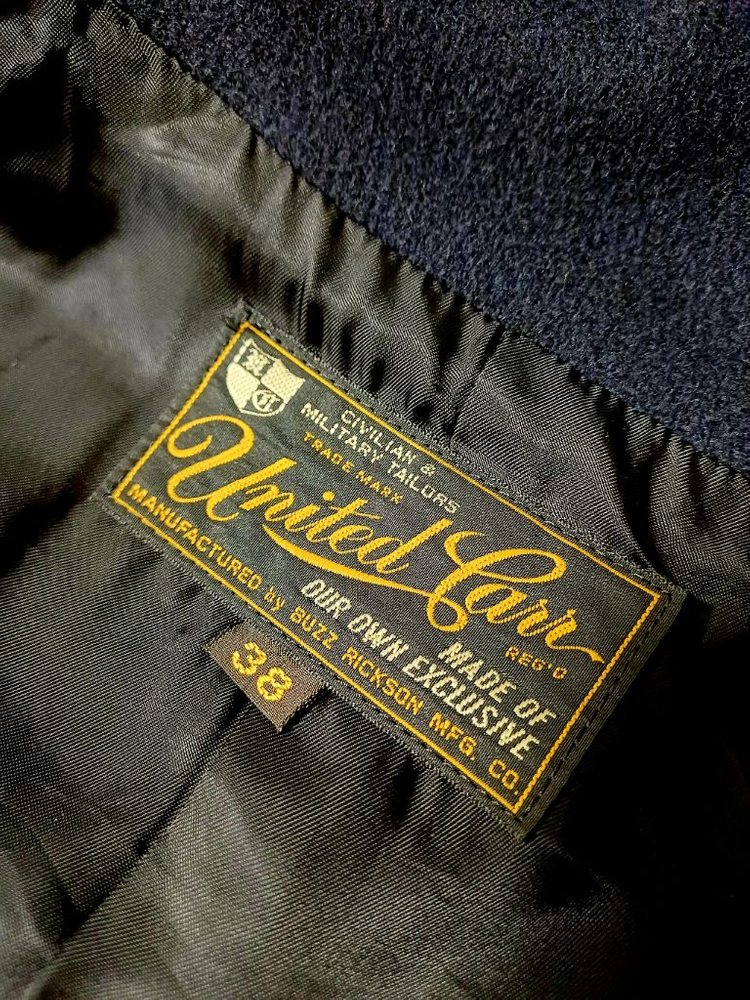 U
C
CIVILIAN &
MILITARY TAILORS
TRADE MARK
United Carr
REG'D
MADE OF
OUR OWN EXCLUSIVE
MANUFACTURED by BUZZ RICKSON MFG. CO.
38